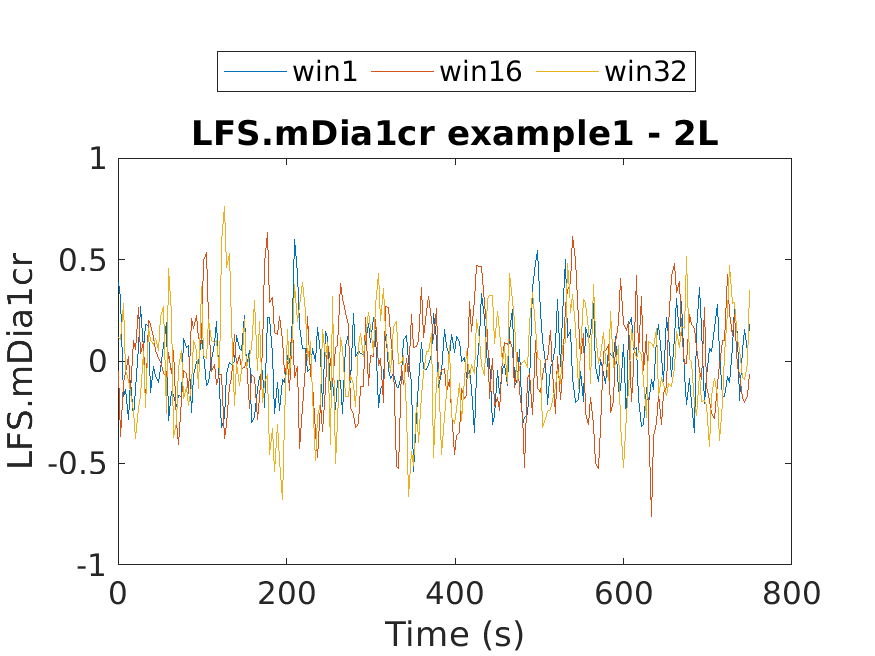 win1 win16 win32
LFS.mDia1cr example1 - 2L
1
0.5
0
-0.5
-1
LFS.mDia1cr
0 200 400 600 800
Time (s)